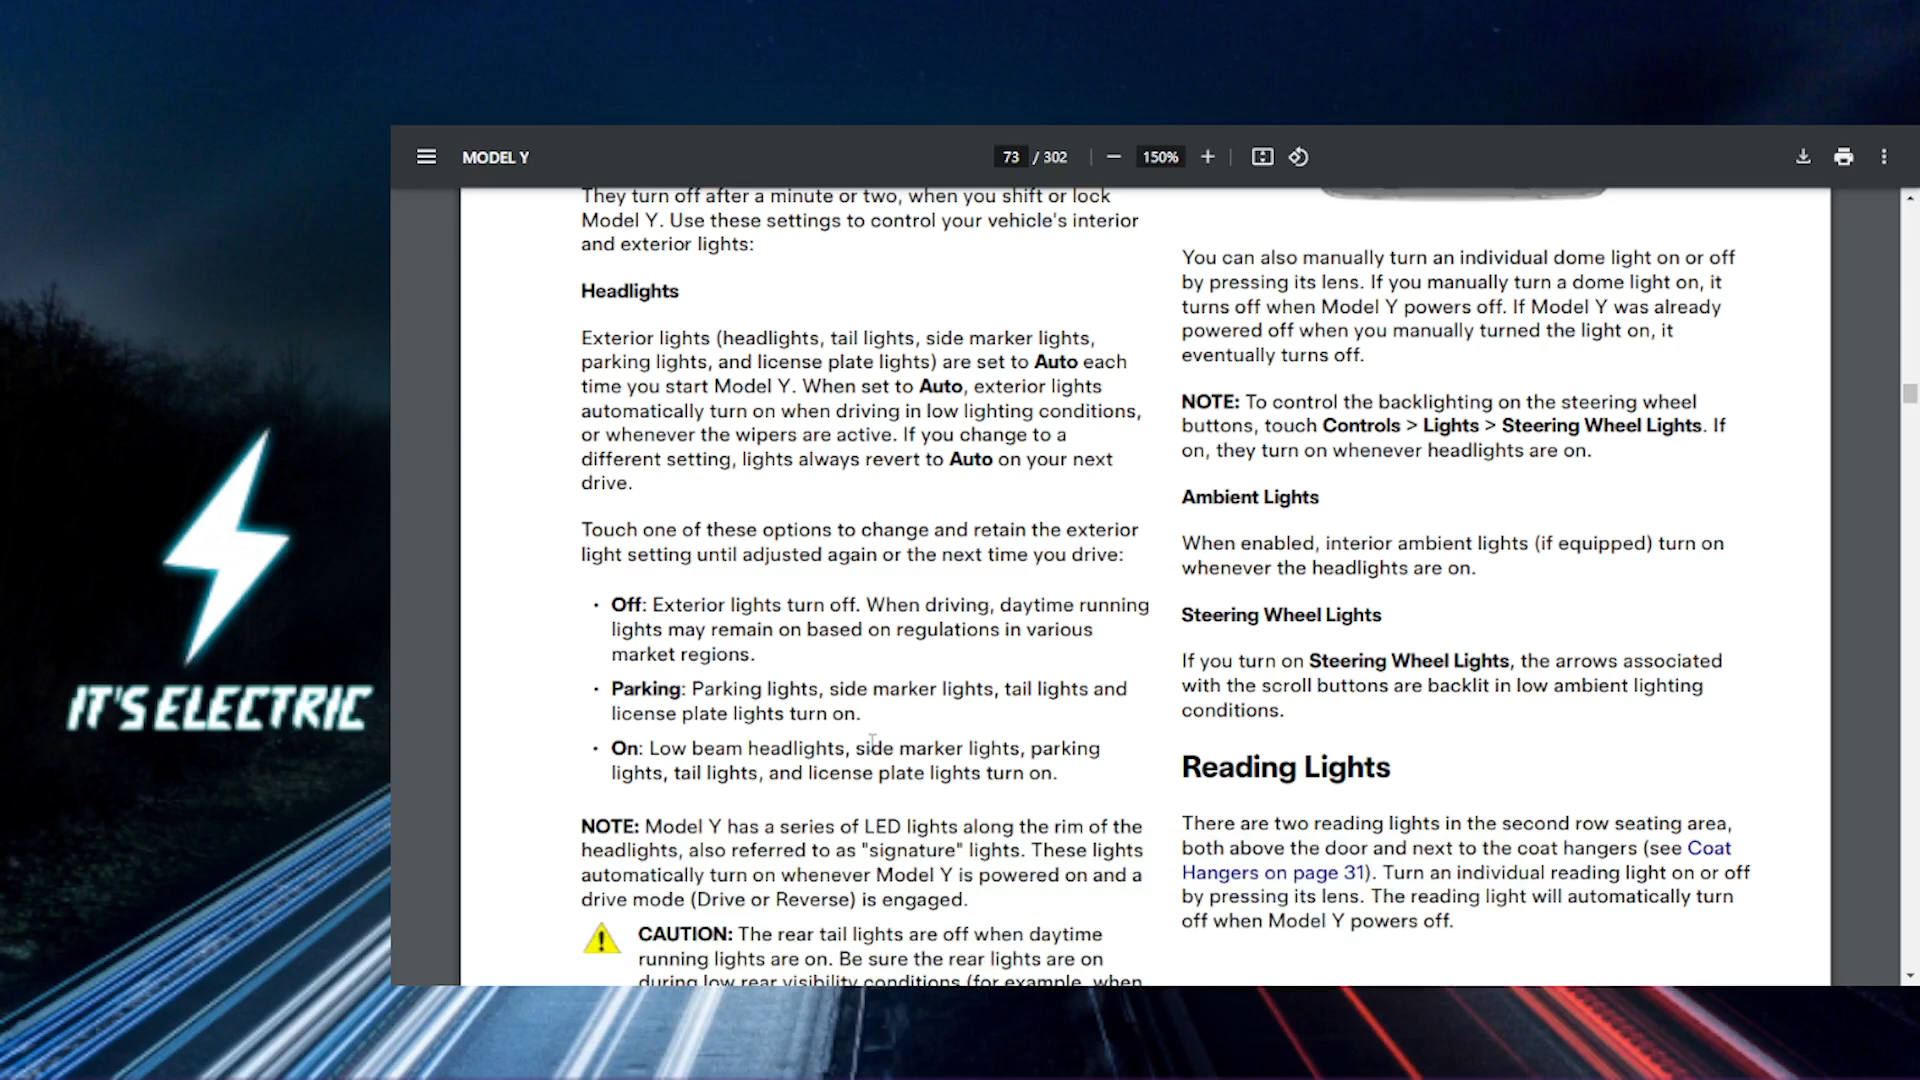 MODEL Y
73 / 302
150%
They turn off after a minute or two, when you shift or lock
Model Y. Use these settings to control your vehicle's interior
and exterior lights:
Headlights
Exterior lights (headlights, tail lights, side marker lights,
parking lights, and license plate lights) are set to Auto each
time you start Model Y. When set to Auto, exterior lights
automatically turn on when driving in low lighting conditions,
or whenever the wipers are active. If you change to a
different setting, lights always revert to Auto on your next
drive.
Touch one of these options to change and retain the exterior
light setting until adjusted again or the next time you drive:
• Off: Exterior lights turn off. When driving, daytime running
lights may remain on based on regulations in various
market regions.
• Parking: Parking lights, side marker lights, tail lights and
license plate lights turn on.
• On: Low beam headlights, side marker lights, parking
lights, tail lights, and license plate lights turn on.
NOTE: Model Y has a series of LED lights along the rim of the
headlights, also referred to as "signature" lights. These lights
automatically turn on whenever Model Y is powered on and a
drive mode (Drive or Reverse) is engaged.
CAUTION: The rear tail lights are off when daytime
running lights are on. Be sure the rear lights are on
during low rear visibility conditions (for example, when
You can also manually turn an individual dome light on or off
by pressing its lens. If you manually turn a dome light on, it
turns off when Model Y powers off. If Model Y was already
powered off when you manually turned the light on, it
eventually turns off.
NOTE: To control the backlighting on the steering wheel
buttons, touch Controls > Lights > Steering Wheel Lights. If
on, they turn on whenever headlights are on.
Ambient Lights
When enabled, interior ambient lights (if equipped) turn on
whenever the headlights are on.
Steering Wheel Lights
If you turn on Steering Wheel Lights, the arrows associated
with the scroll buttons are backlit in low ambient lighting
conditions.
Reading Lights
There are two reading lights in the second row seating area,
both above the door and next to the coat hangers (see Coat
Hangers on page 31). Turn an individual reading light on or off
by pressing its lens. The reading light will automatically turn
off when Model Y powers off.
IT'S ELECTRIC